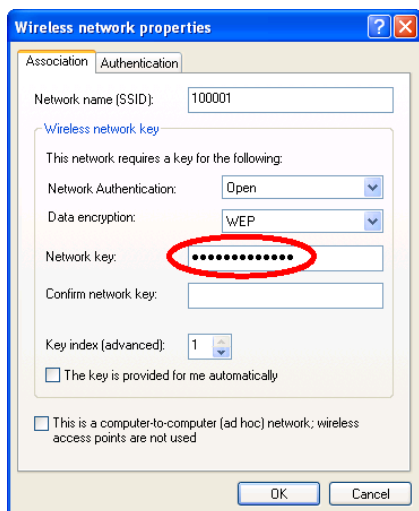 Wireless network properties
Association Authentication
Network name (SSID): 100001
Wireless network key
This network requires a key for the following:
Network Authentication: Open
Data encryption: WEP
Network key: •••••••••••••
Confirm network key:
Key index (advanced): 1
The key is provided for me automatically
This is a computer-to-computer (ad hoc) network; wireless
access points are not used
OK Cancel